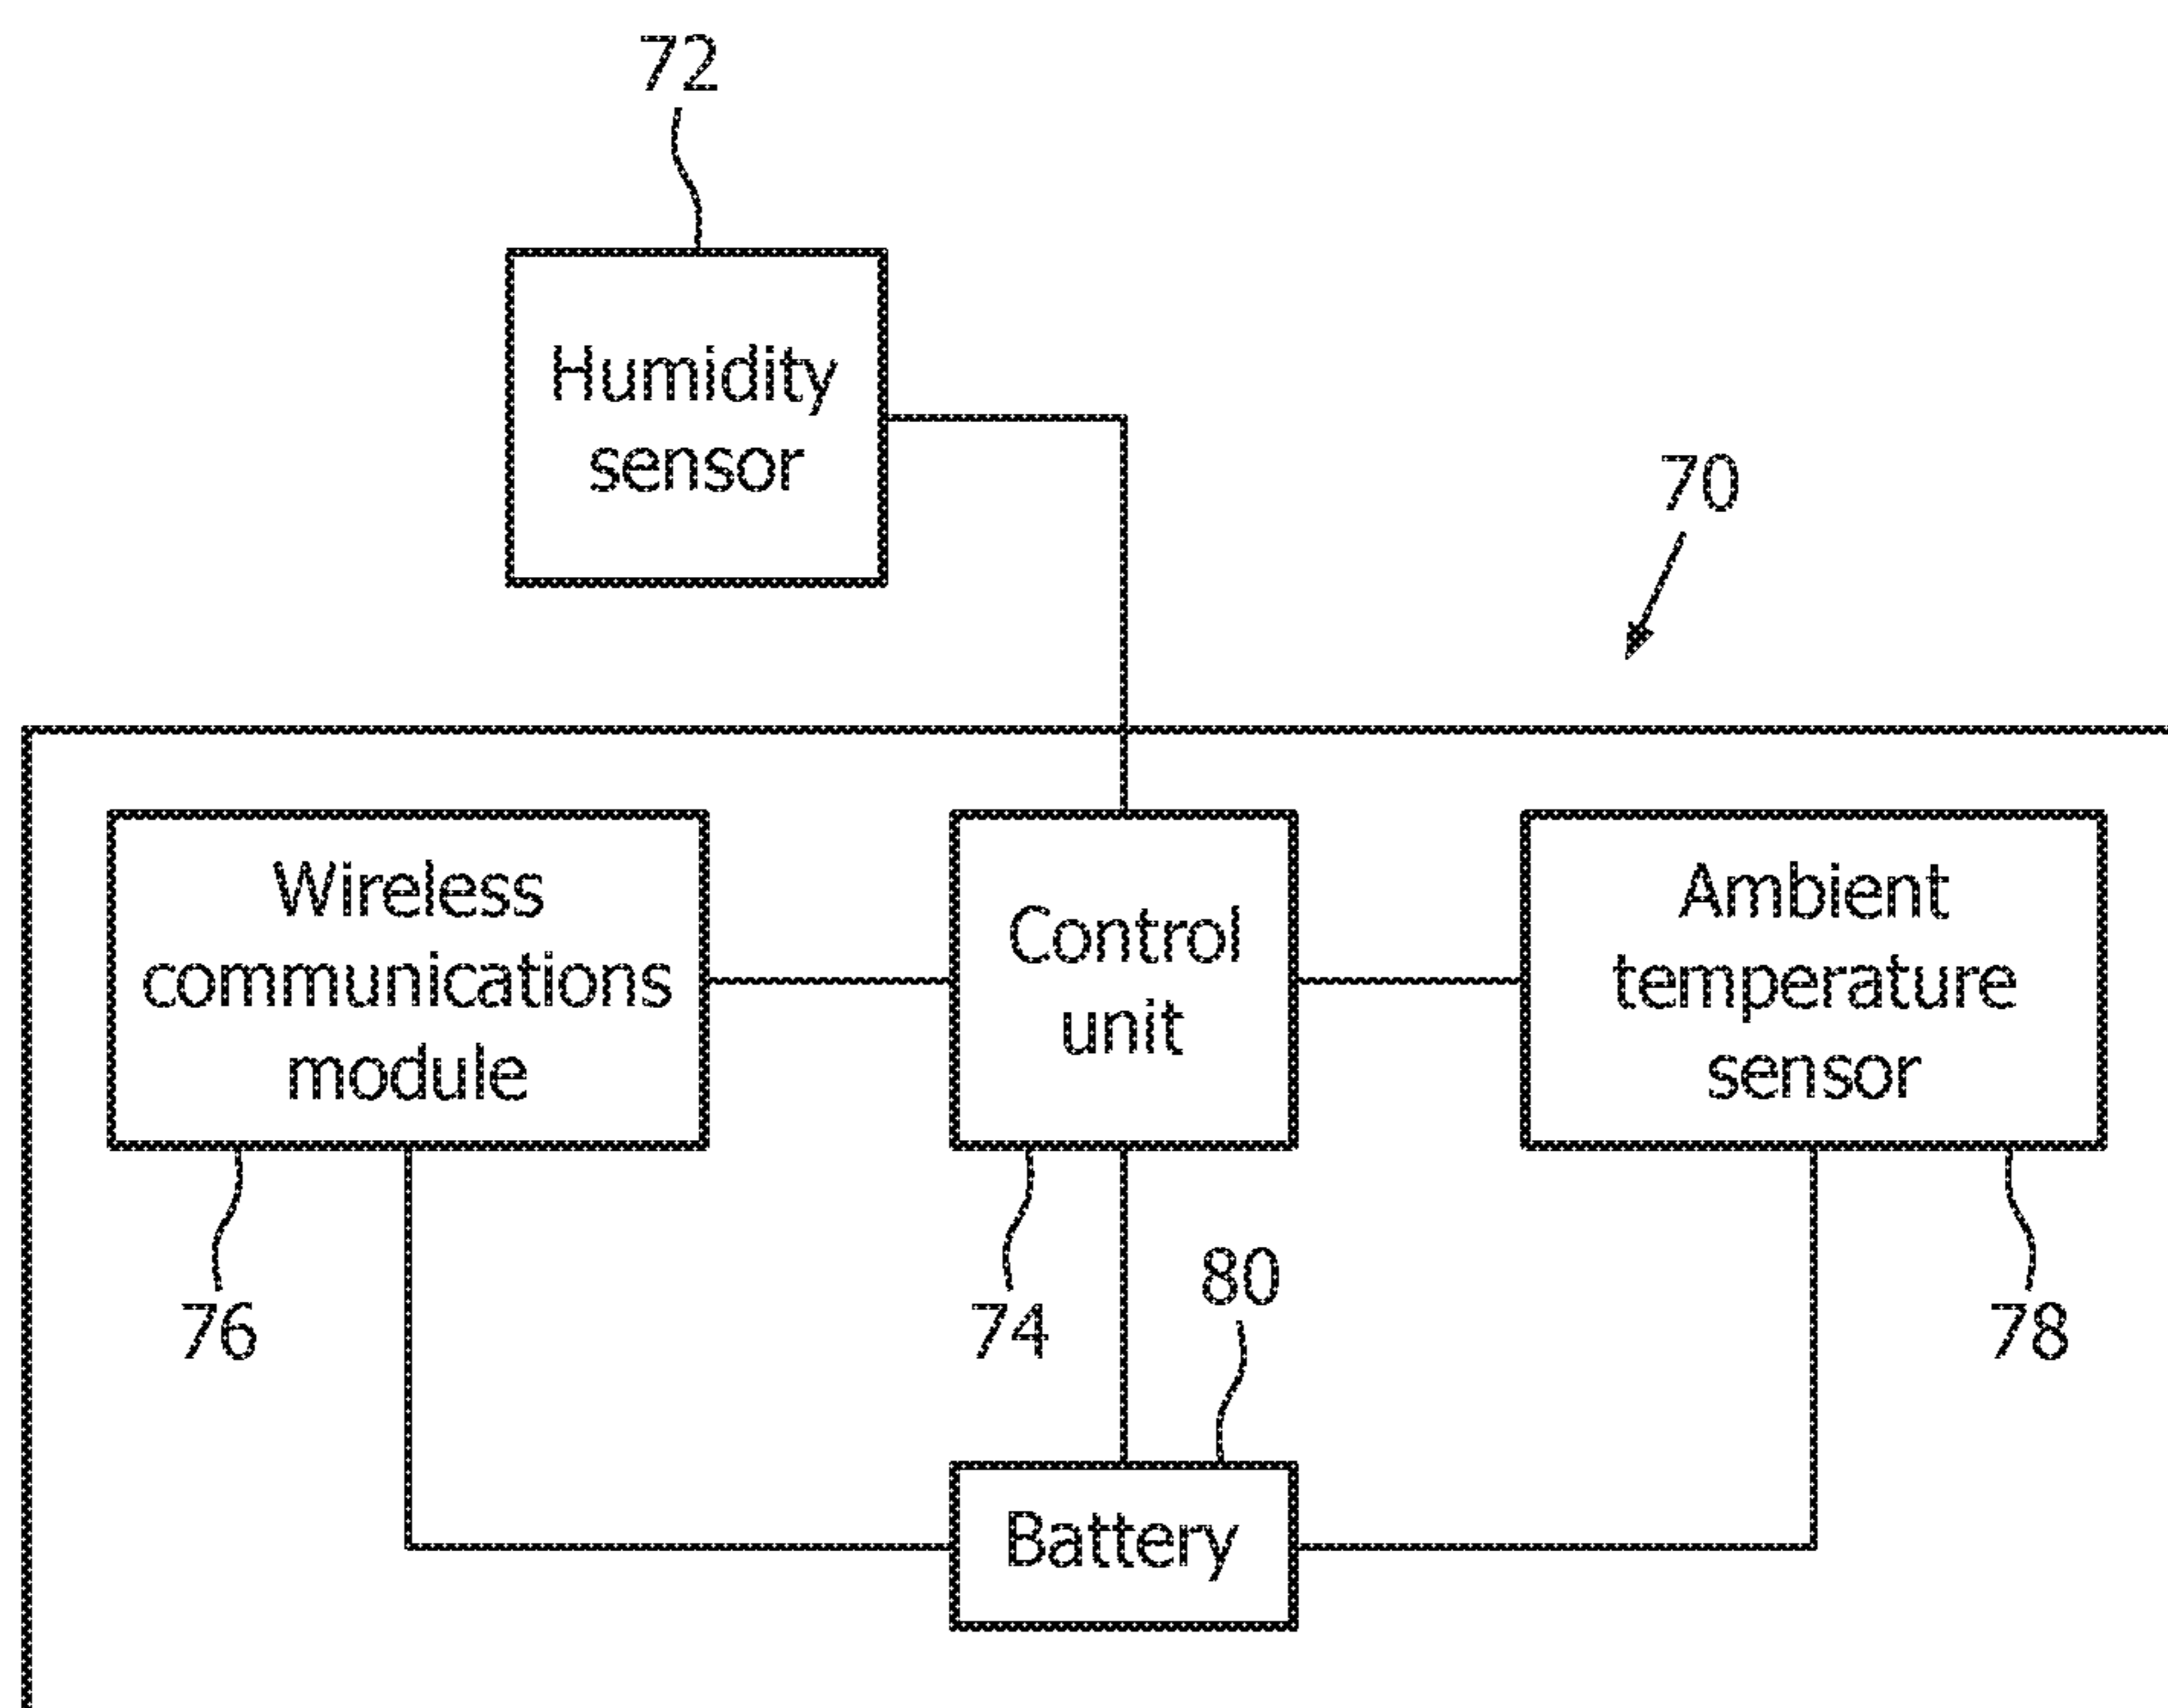 72
Humidity
sensor
70
Wireless
communications
module
Control
unit
Ambient
temperature
sensor
76
74
80
78
Battery